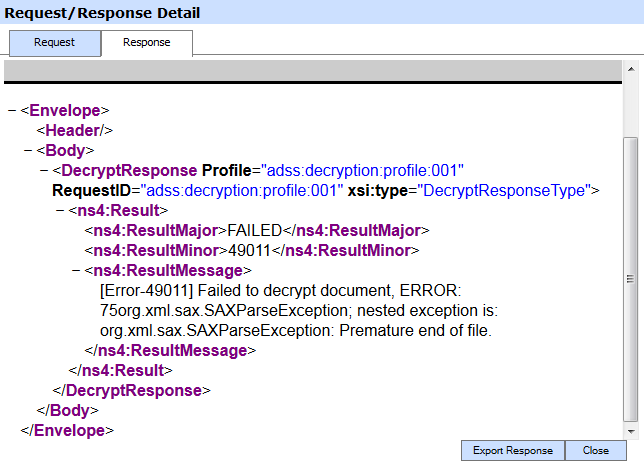 Request/Response Detail
Request Response
– <Envelope>
<Header/>
– <Body>
– <DecryptResponse Profile="adss:decryption:profile:001"
RequestID="adss:decryption:profile:001" xsi:type="DecryptResponseType">
– <ns4:Result>
<ns4:ResultMajor>FAILED</ns4:ResultMajor>
<ns4:ResultMinor>49011</ns4:ResultMinor>
– <ns4:ResultMessage>
[Error-49011] Failed to decrypt document, ERROR:
75org.xml.sax.SAXParseException; nested exception is:
org.xml.sax.SAXParseException: Premature end of file.
</ns4:ResultMessage>
</ns4:Result>
</DecryptResponse>
</Body>
</Envelope>
Export Response Close